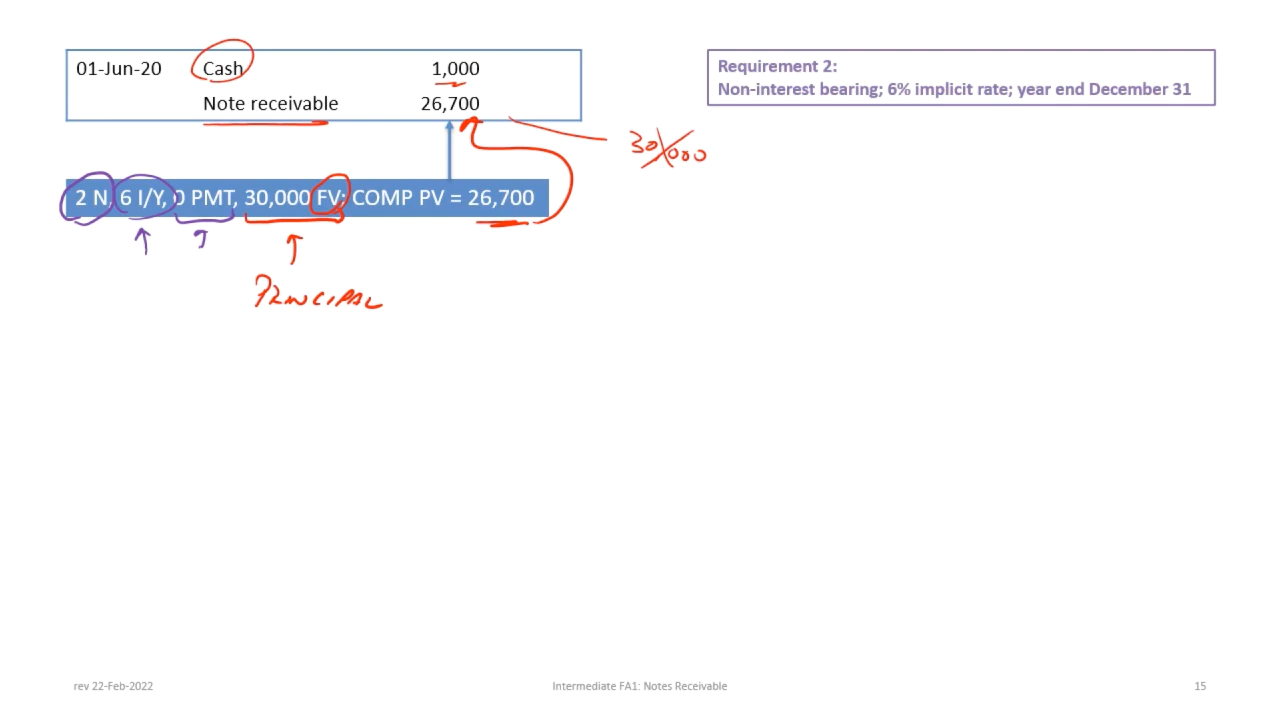 01-Jun-20 Cash 1,000
Note receivable 26,700
Requirement 2:
Non-interest bearing; 6% implicit rate; year end December 31
30,000
2 N, 6 I/Y, 0 PMT, 30,000 FV; COMP PV = 26,700
PRINCIPAL
rev 22-Feb-2022 Intermediate FA1: Notes Receivable 15